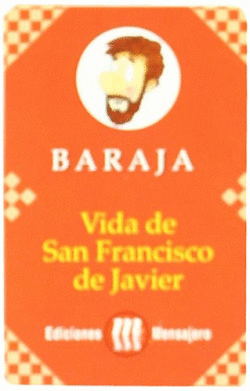 BARAJA
Vida de
San Francisco
de Javier
Ediciones Mensajero